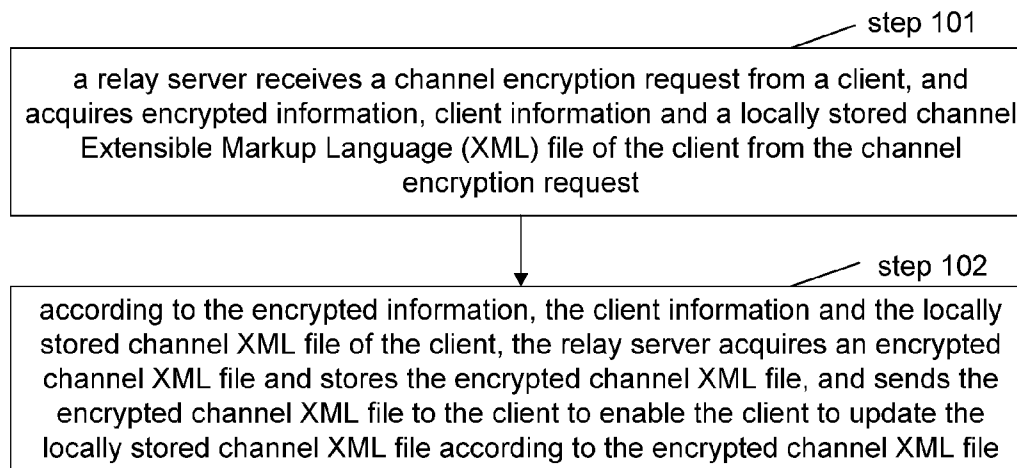 step 101
a relay server receives a channel encryption request from a client, and
acquires encrypted information, client information and a locally stored channel
Extensible Markup Language (XML) file of the client from the channel
encryption request
step 102
according to the encrypted information, the client information and the locally
stored channel XML file of the client, the relay server acquires an encrypted
channel XML file and stores the encrypted channel XML file, and sends the
encrypted channel XML file to the client to enable the client to update the
locally stored channel XML file according to the encrypted channel XML file